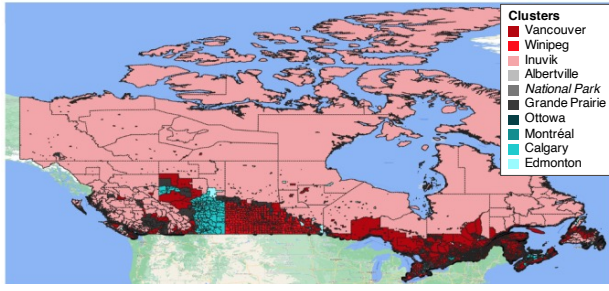 Clusters
Vancouver
Winipeg
Inuvik
Albertville
National Park
Grande Prairie
Ottowa
Montréal
Calgary
Edmonton